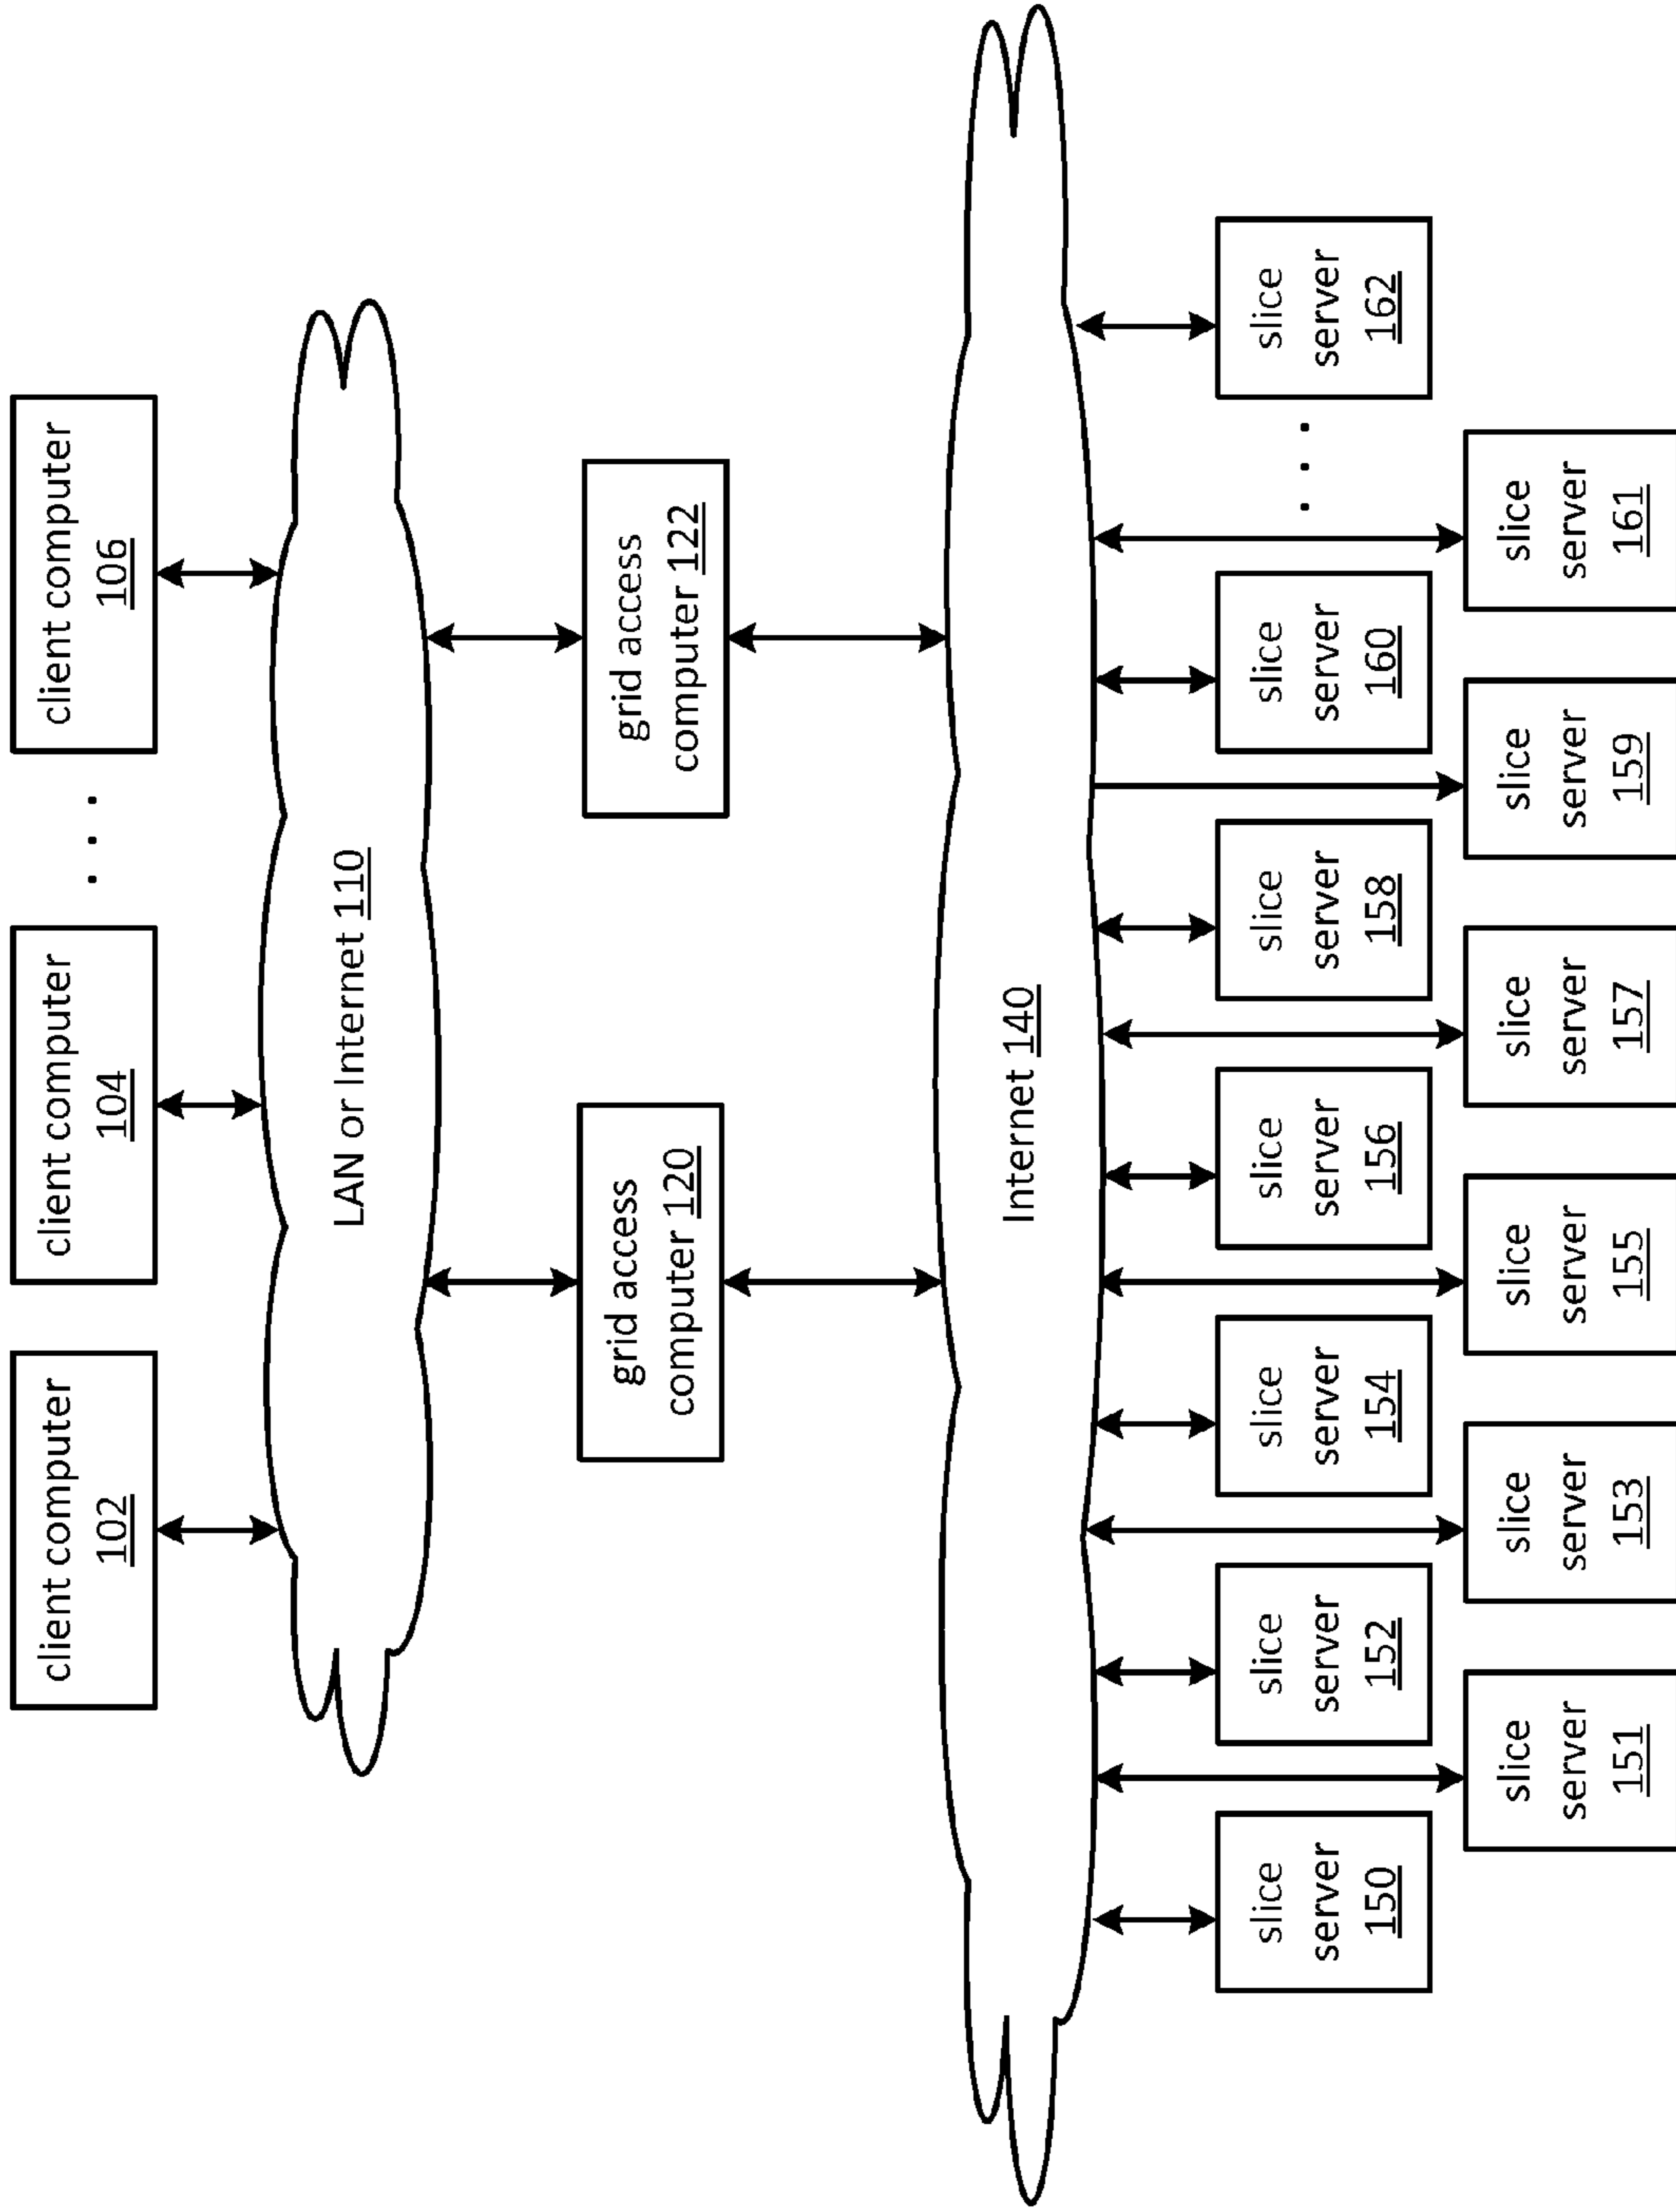 client computer
102
client computer
104
. . .
client computer
106
LAN or Internet 110
grid access
computer 120
grid access
computer 122
Internet 140
slice
server
150
slice
server
152
slice
server
154
slice
server
156
slice
server
158
slice
server
160
. . .
slice
server
162
slice
server
151
slice
server
153
slice
server
155
slice
server
157
slice
server
159
slice
server
161